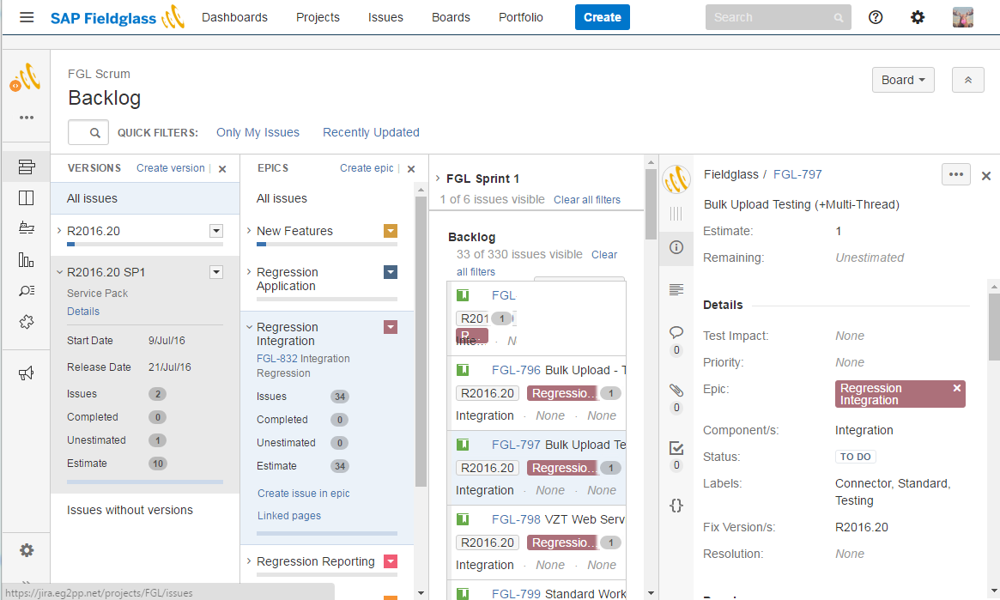 SAP Fieldglass
Dashboards Projects Issues Boards Portfolio Create Search
FGL Scrum
Backlog
Board
QUICK FILTERS: Only My Issues Recently Updated
VERSIONS Create version
All issues
R2016.20
R2016.20 SP1
Service Pack
Details
Start Date 9/Jul/16
Release Date 21/Jul/16
Issues 2
Completed 0
Unestimated 1
Estimate 10
Issues without versions
EPICS Create epic
All issues
New Features
Regression
Application
Regression
Integration
FGL-832 Integration
Regression
Issues 34
Completed 0
Unestimated 0
Estimate 34
Create issue in epic
Linked pages
Regression Reporting
FGL Sprint 1
1 of 6 issues visible Clear all filters
Backlog
33 of 330 issues visible Clear
all filters
FGL
R201 1
R...
Inte... · N
FGL-796 Bulk Upload - T
R2016.20 Regressio... 1
Integration · None · None
FGL-797 Bulk Upload Te
R2016.20 Regressio... 1
Integration · None · None
FGL-798 VZT Web Serv
R2016.20 Regressio... 1
Integration · None · None
FGL-799 Standard Work
0
0
0
Fieldglass / FGL-797
Bulk Upload Testing (+Multi-Thread)
Estimate: 1
Remaining: Unestimated
Details
Test Impact: None
Priority: None
Epic: Regression
Integration
Component/s: Integration
Status: TO DO
Labels: Connector, Standard,
Testing
Fix Version/s: R2016.20
Resolution: None
https://jira.eg2pp.net/projects/FGL/issues